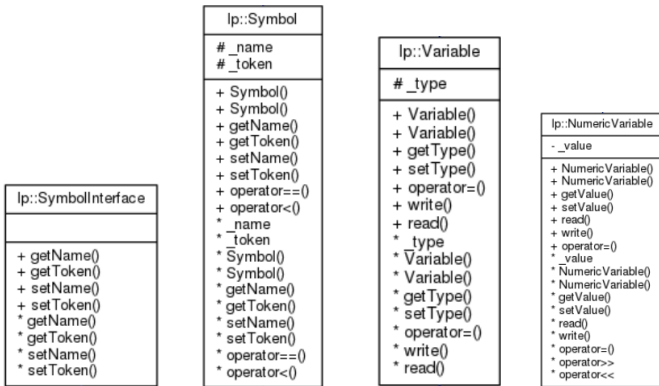 lp::SymbolInterface
+ getName()
+ getToken()
+ setName()
+ setToken()
* getName()
* getToken()
* setName()
* setToken()
lp::Symbol
# _name
# _token
+ Symbol()
+ Symbol()
+ getName()
+ getToken()
+ setName()
+ setToken()
+ operator==()
+ operator<()
* _name
* _token
* Symbol()
* Symbol()
* getName()
* getToken()
* setName()
* setToken()
* operator==()
* operator<()
lp::Variable
# _type
+ Variable()
+ Variable()
+ getType()
+ setType()
+ operator=()
+ write()
+ read()
* _type
* Variable()
* Variable()
* getType()
* setType()
* operator=()
* write()
* read()
lp::NumericVariable
- _value
+ NumericVariable()
+ NumericVariable()
+ getValue()
+ setValue()
+ read()
+ write()
+ operator=()
* _value
* NumericVariable()
* NumericVariable()
* getValue()
* setValue()
* read()
* write()
* operator=()
* operator>>
* operator<<